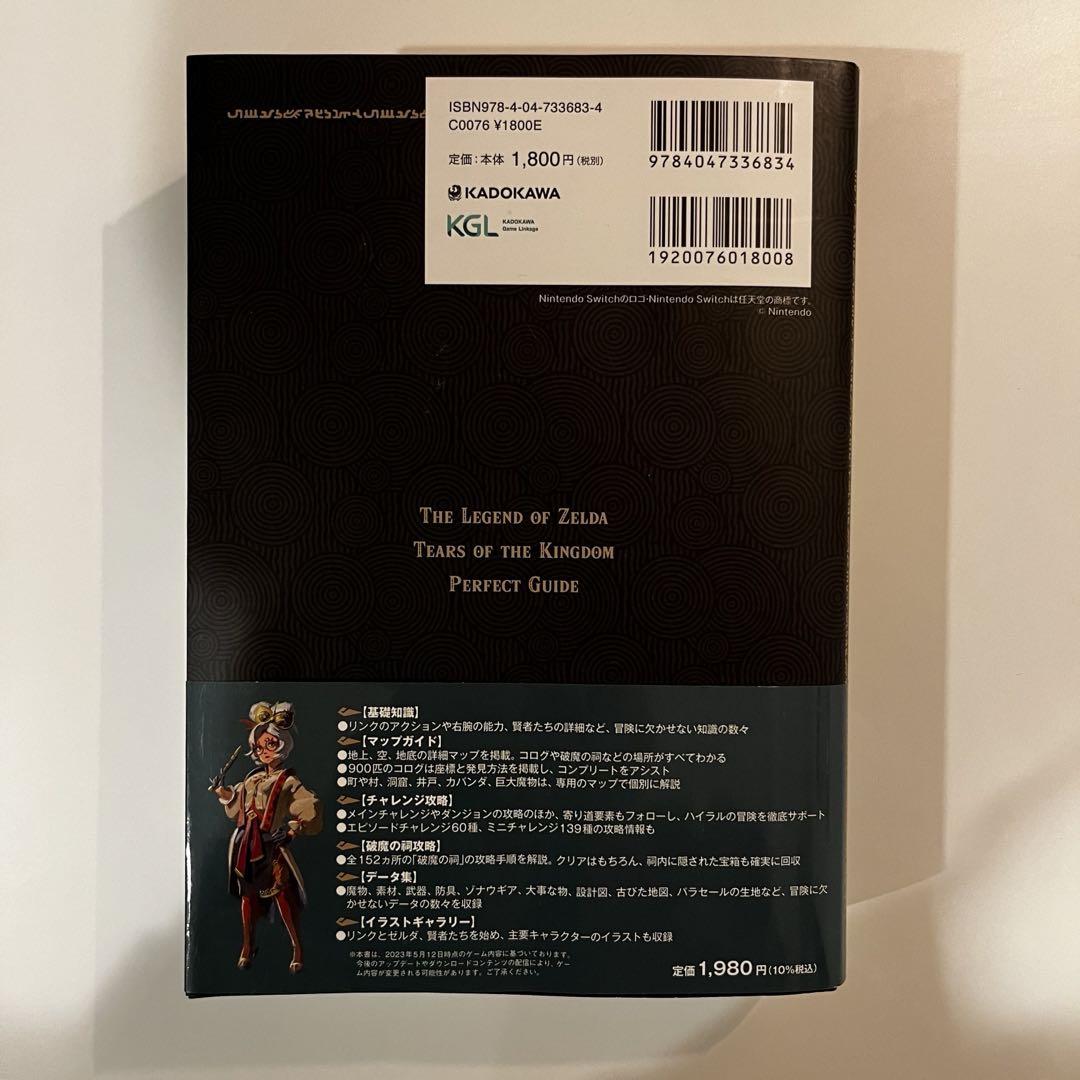 ISBN978-4-04-733683-4
C0076 ¥1800E
定価：本体 1,800円（税別）
KADOKAWA
KGL KADOKAWA Game Linkage
9784047336834
1920076018008
Nintendo Switchのロゴ・Nintendo Switchは任天堂の商標です。
© Nintendo
THE LEGEND OF ZELDA
TEARS OF THE KINGDOM
PERFECT GUIDE
【基礎知識】
●リンクのアクションや右腕の能力、賢者たちの詳細など、冒険に欠かせない知識の数々
【マップガイド】
●地上、空、地底の詳細マップを掲載。コログや破魔の祠などの場所がすべてわかる
●900匹のコログは座標と発見方法を掲載し、コンプリートをアシスト
●町や村、洞窟、井戸、カバンダ、巨大魔物は、専用のマップで個別に解説
【チャレンジ攻略】
●メインチャレンジやダンジョンの攻略のほか、寄り道要素もフォローし、ハイラルの冒険を徹底サポート
●エピソードチャレンジ60種、ミニチャレンジ139種の攻略情報も
【破魔の祠攻略】
●全152ヵ所の「破魔の祠」の攻略手順を解説。クリアはもちろん、祠内に隠された宝箱も確実に回収
【データ集】
●魔物、素材、武器、防具、ゾナウギア、大事な物、設計図、古びた地図、パラセールの生地など、冒険に欠
かせないデータの数々を収録
【イラストギャラリー】
●リンクとゼルダ、賢者たちを始め、主要キャラクターのイラストも収録
※本書は、2023年5月12日時点のゲーム内容に基づいております。
今後のアップデートやダウンロードコンテンツの配信により、ゲー
ム内容が変更される可能性があります。ご了承ください。
定価1,980円（10%税込）